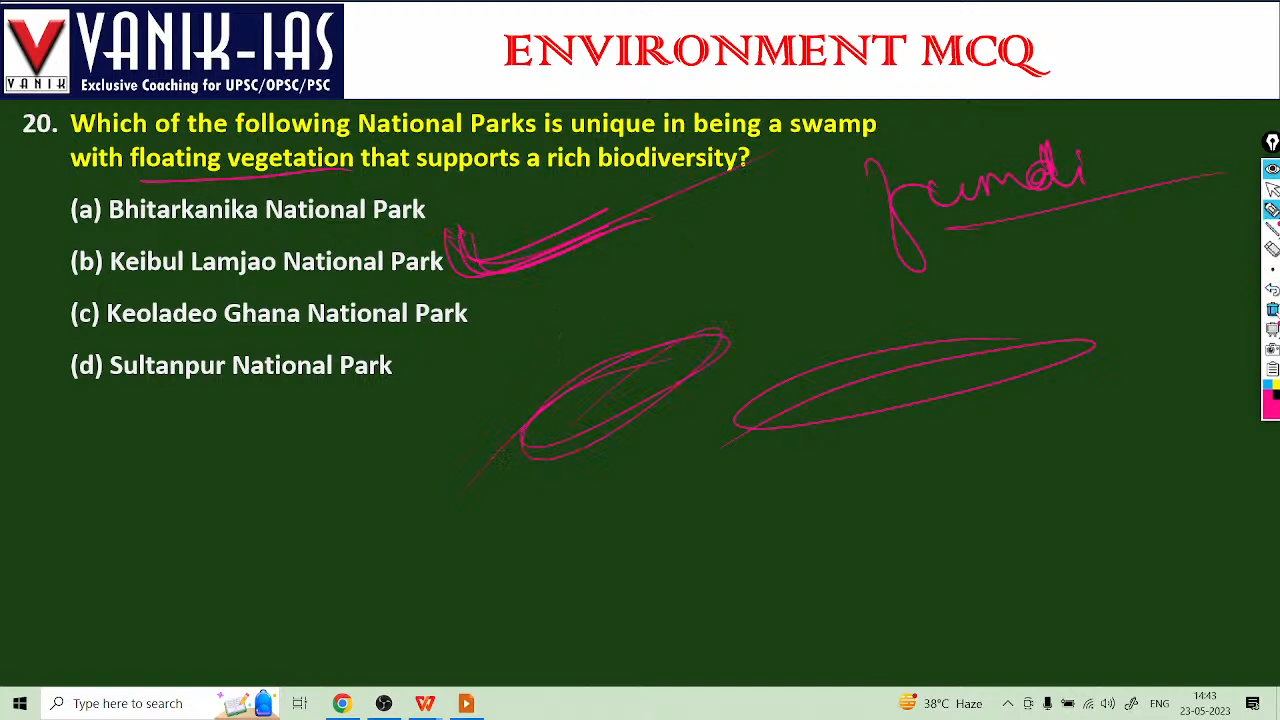 VANIK-IAS
VANIK
Exclusive Coaching for UPSC/OPSC/PSC
ENVIRONMENT MCQ
20. Which of the following National Parks is unique in being a swamp
with floating vegetation that supports a rich biodiversity?
(a) Bhitarkanika National Park
(b) Keibul Lamjao National Park
(c) Keoladeo Ghana National Park
(d) Sultanpur National Park
Type here to search
38°C Haze
ENG
14:43
23-05-2023